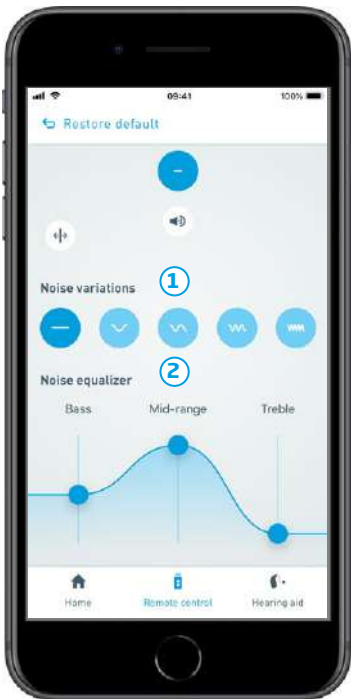 09:41 100%
Restore default
Noise variations 1
Noise equalizer 2
Bass Mid-range Treble
Home Remote control Hearing aid